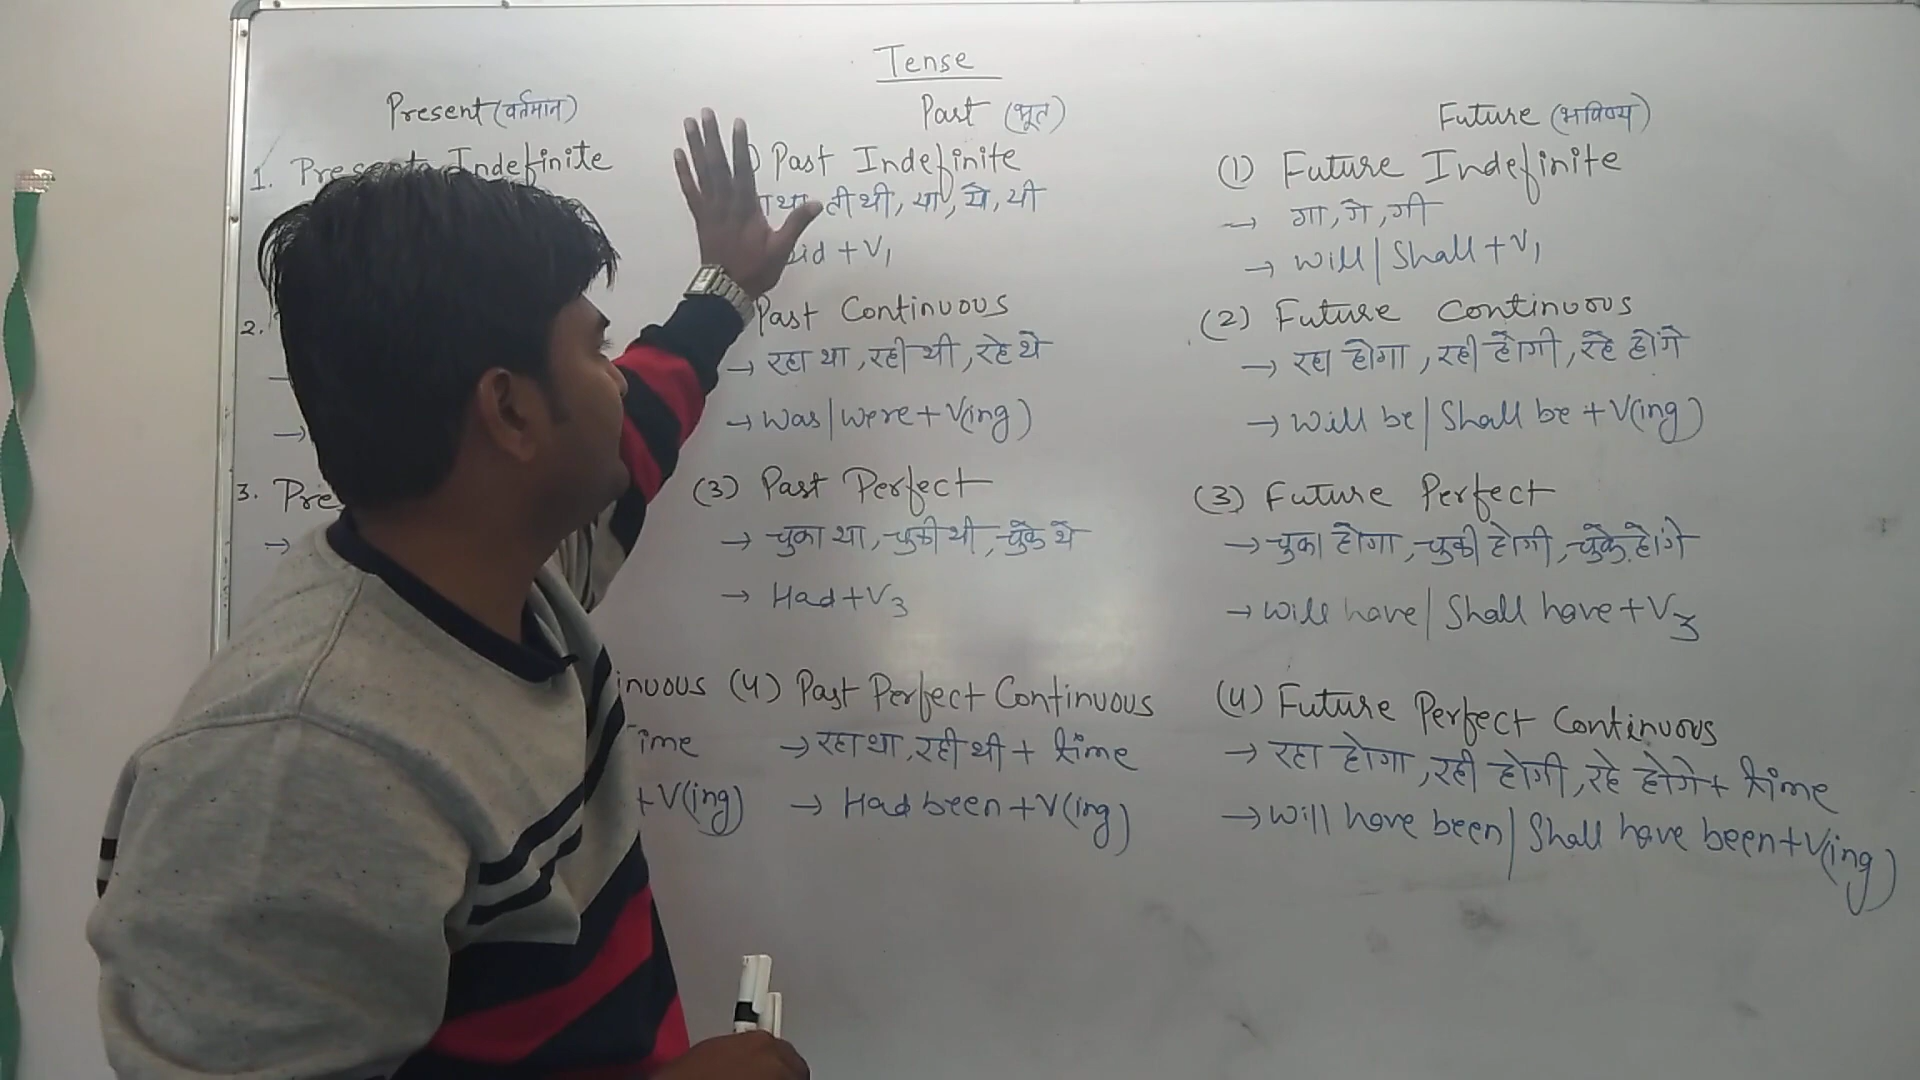 Tense
Present (वर्तमान)
1. Present Indefinite
2.
→
→
3. Pre
→
inuous
Time
+ V(ing)
Past (भूत)
) Past Indefinite
था, ती थी, या, ये, यी
Did + V1
Past Continuous
→ रहा था, रही थी, रहे थे
→ Was/were + V(ing)
(3) Past Perfect
→ चुका था, चुकी थी, चुके थे
→ Had + V3
(4) Past Perfect Continuous
→ रहा था, रही थी + time
→ Had been + V(ing)
Future (भविष्य)
(1) Future Indefinite
→ गा, गे, गी
→ Will/Shall + V1
(2) Future Continuous
→ रहा होगा, रही होगी, रहे होंगे
→ Will be/Shall be + V(ing)
(3) Future Perfect
→ चुका होगा, चुकी होगी, चुके होंगे
→ Will have/Shall have + V3
(4) Future Perfect Continuous
→ रहा होगा, रही होगी, रहे होगे + time
→ Will have been/Shall have been + V(ing)